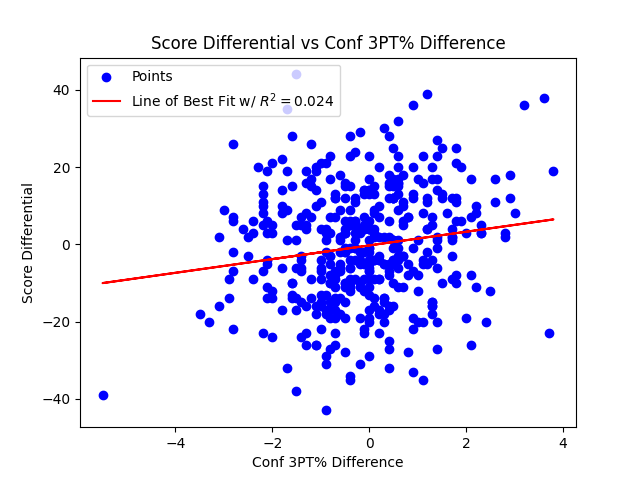 Score Differential vs Conf 3PT% Difference
Points
Line of Best Fit w/ $R^2 = 0.024$
Score Differential
40
20
0
−20
−40
−4
−2
0
2
4
Conf 3PT% Difference